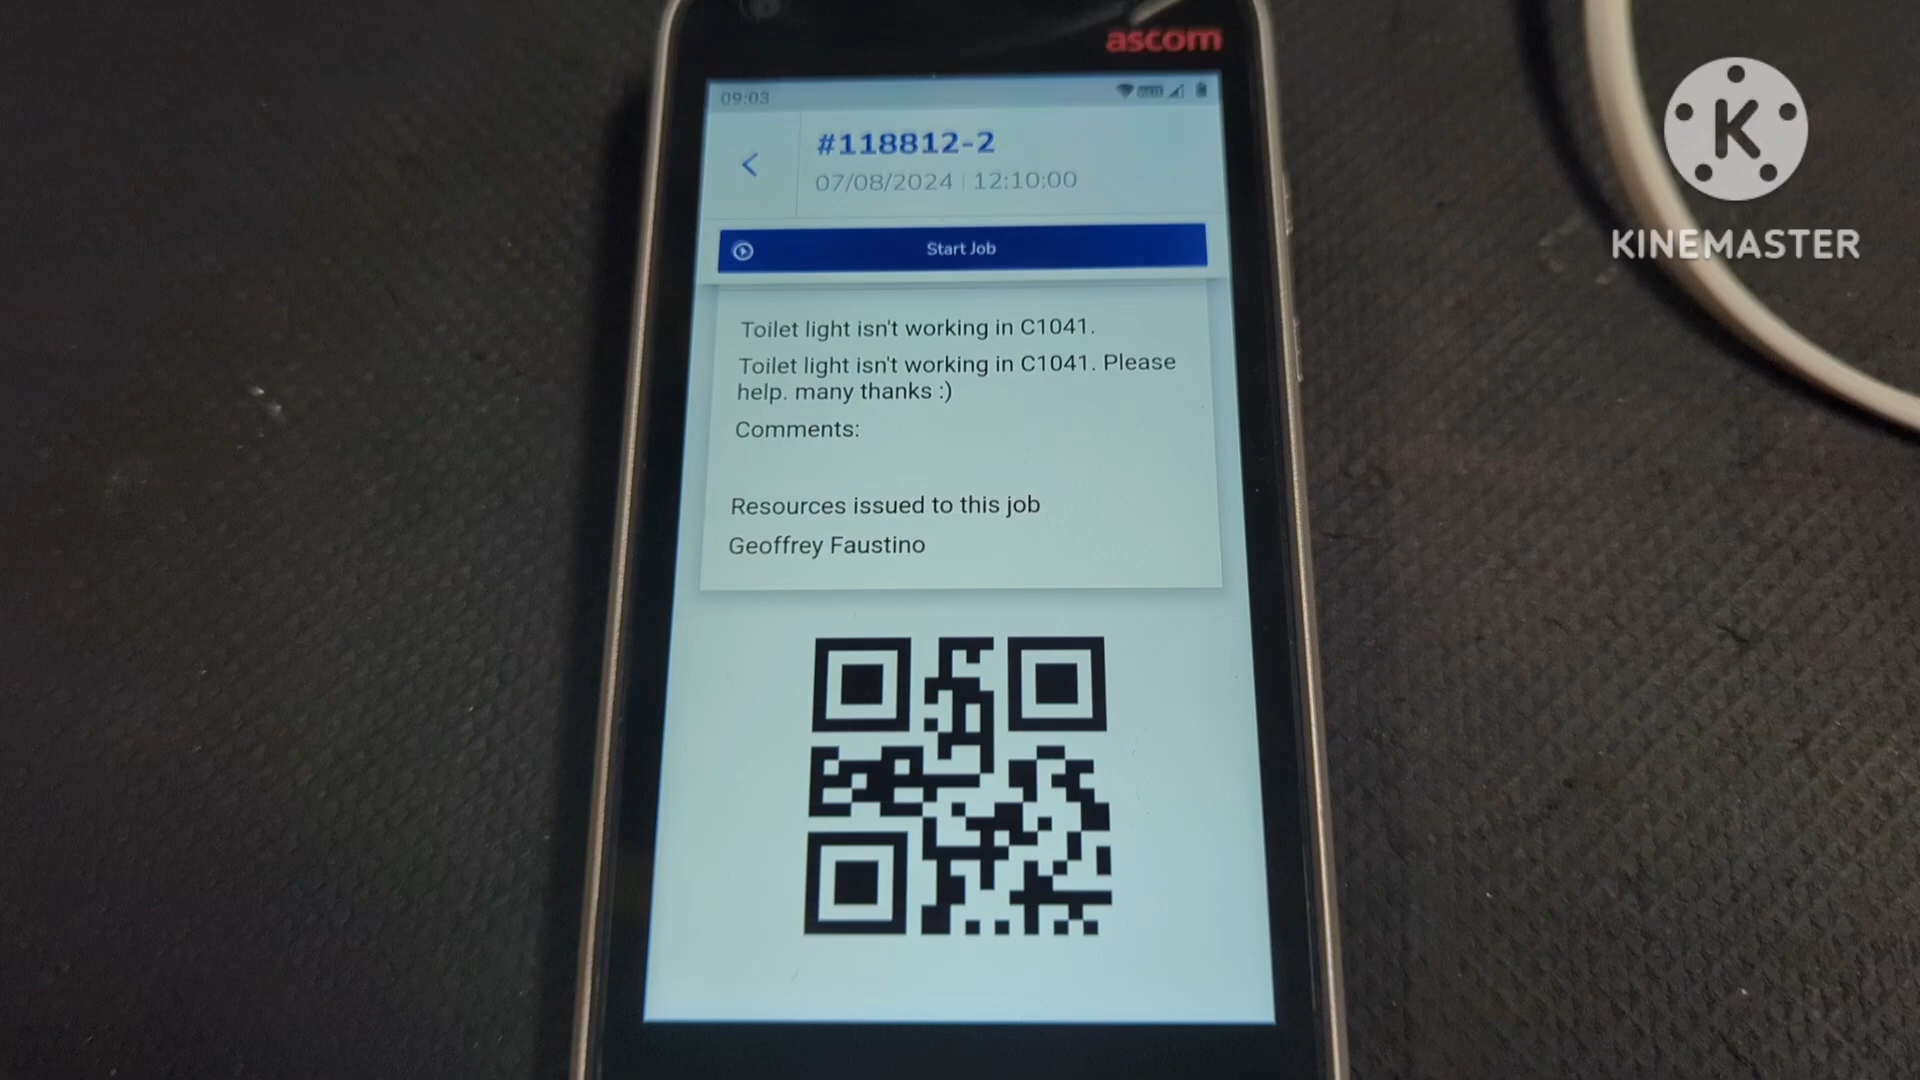 ascom
09:03
#118812-2
07/08/2024 | 12:10:00
Start Job
Toilet light isn't working in C1041.
Toilet light isn't working in C1041. Please
help. many thanks :)
Comments:
Resources issued to this job
Geoffrey Faustino
K
KINEMASTER